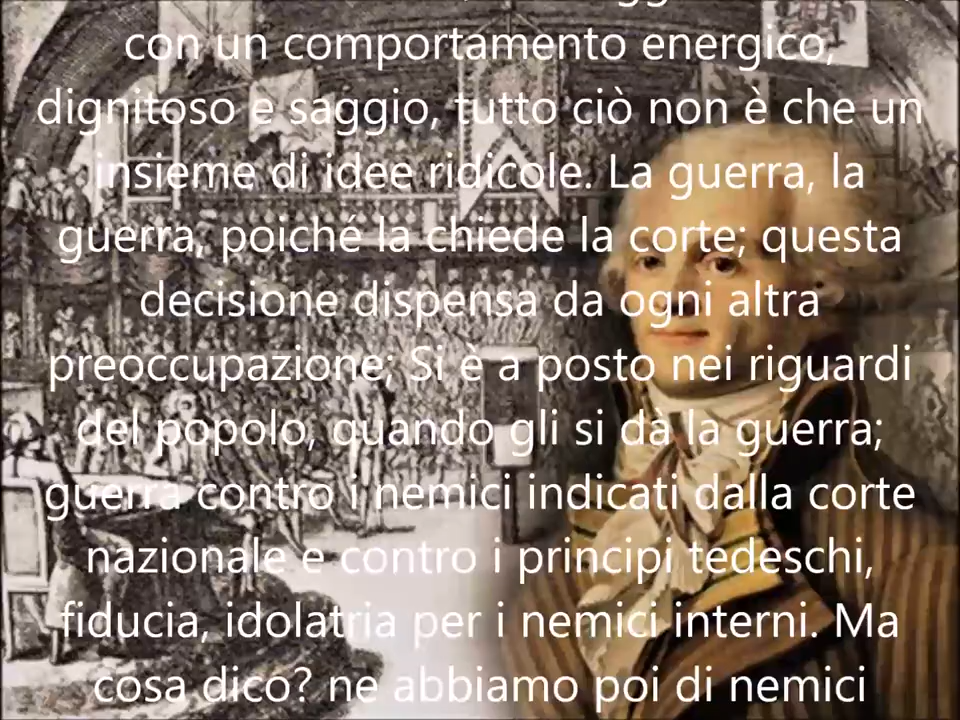 con un comportamento energico,
dignitoso e saggio, tutto ciò non è che un
insieme di idee ridicole. La guerra, la
guerra, poiché la chiede la corte; questa
decisione dispensa da ogni altra
preoccupazione; Si è a posto nei riguardi
del popolo, quando gli si dà la guerra;
guerra contro i nemici indicati dalla corte
nazionale e contro i principi tedeschi,
fiducia, idolatria per i nemici interni. Ma
cosa dico? ne abbiamo poi di nemici